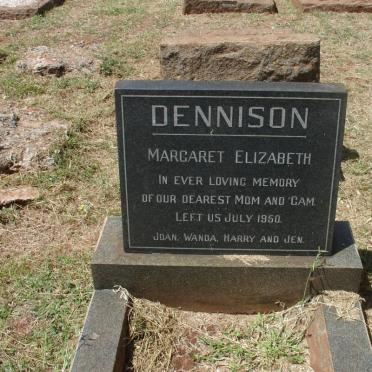 DENNISON
MARGARET ELIZABETH
IN EVER LOVING MEMORY
OF OUR DEAREST MOM AND 'GAM.
LEFT US JULY 1950.
JOAN, WANDA, HARRY AND JEN.